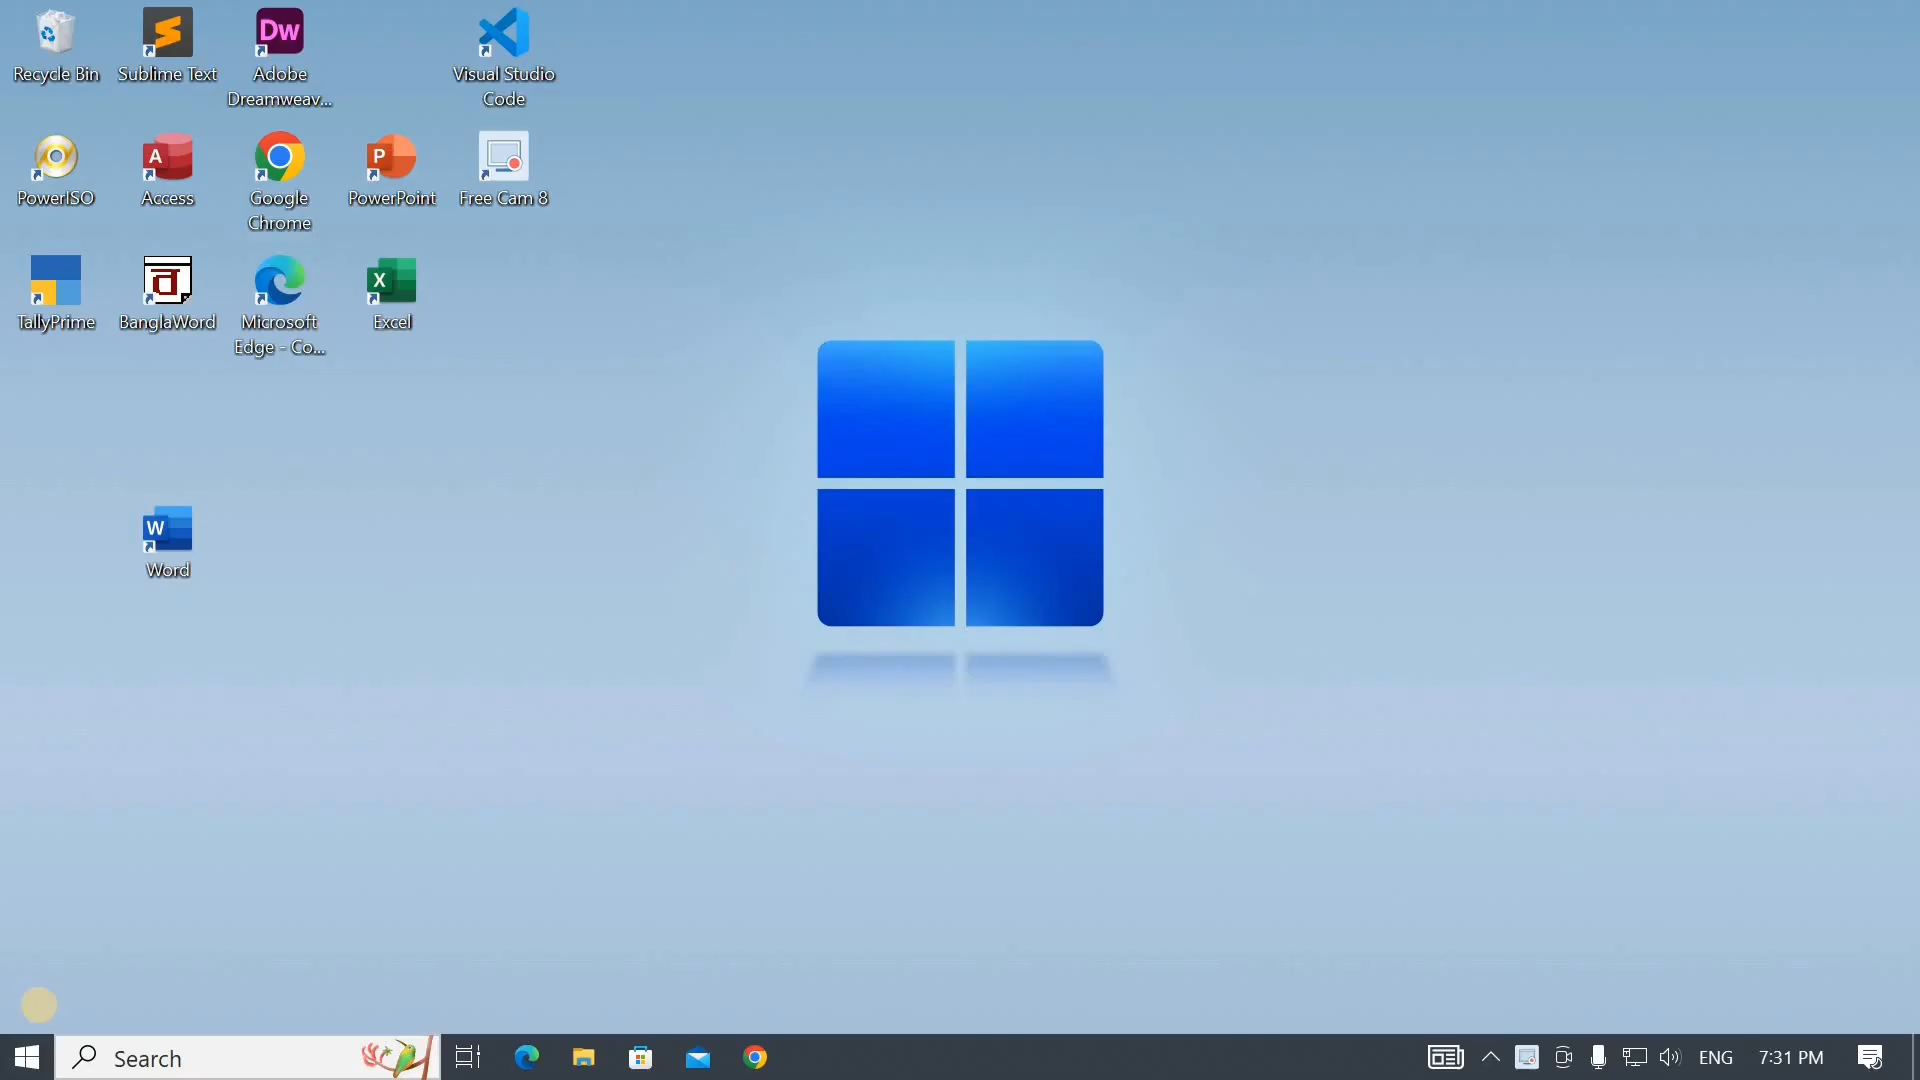 Recycle Bin
Sublime Text
Dw
Adobe
Dreamweav...
Visual Studio
Code
PowerISO
A
Access
Google
Chrome
P
PowerPoint
Free Cam 8
TallyPrime
ব
BanglaWord
Microsoft
Edge - Co...
X
Excel
W
Word
Search
ENG
7:31 PM